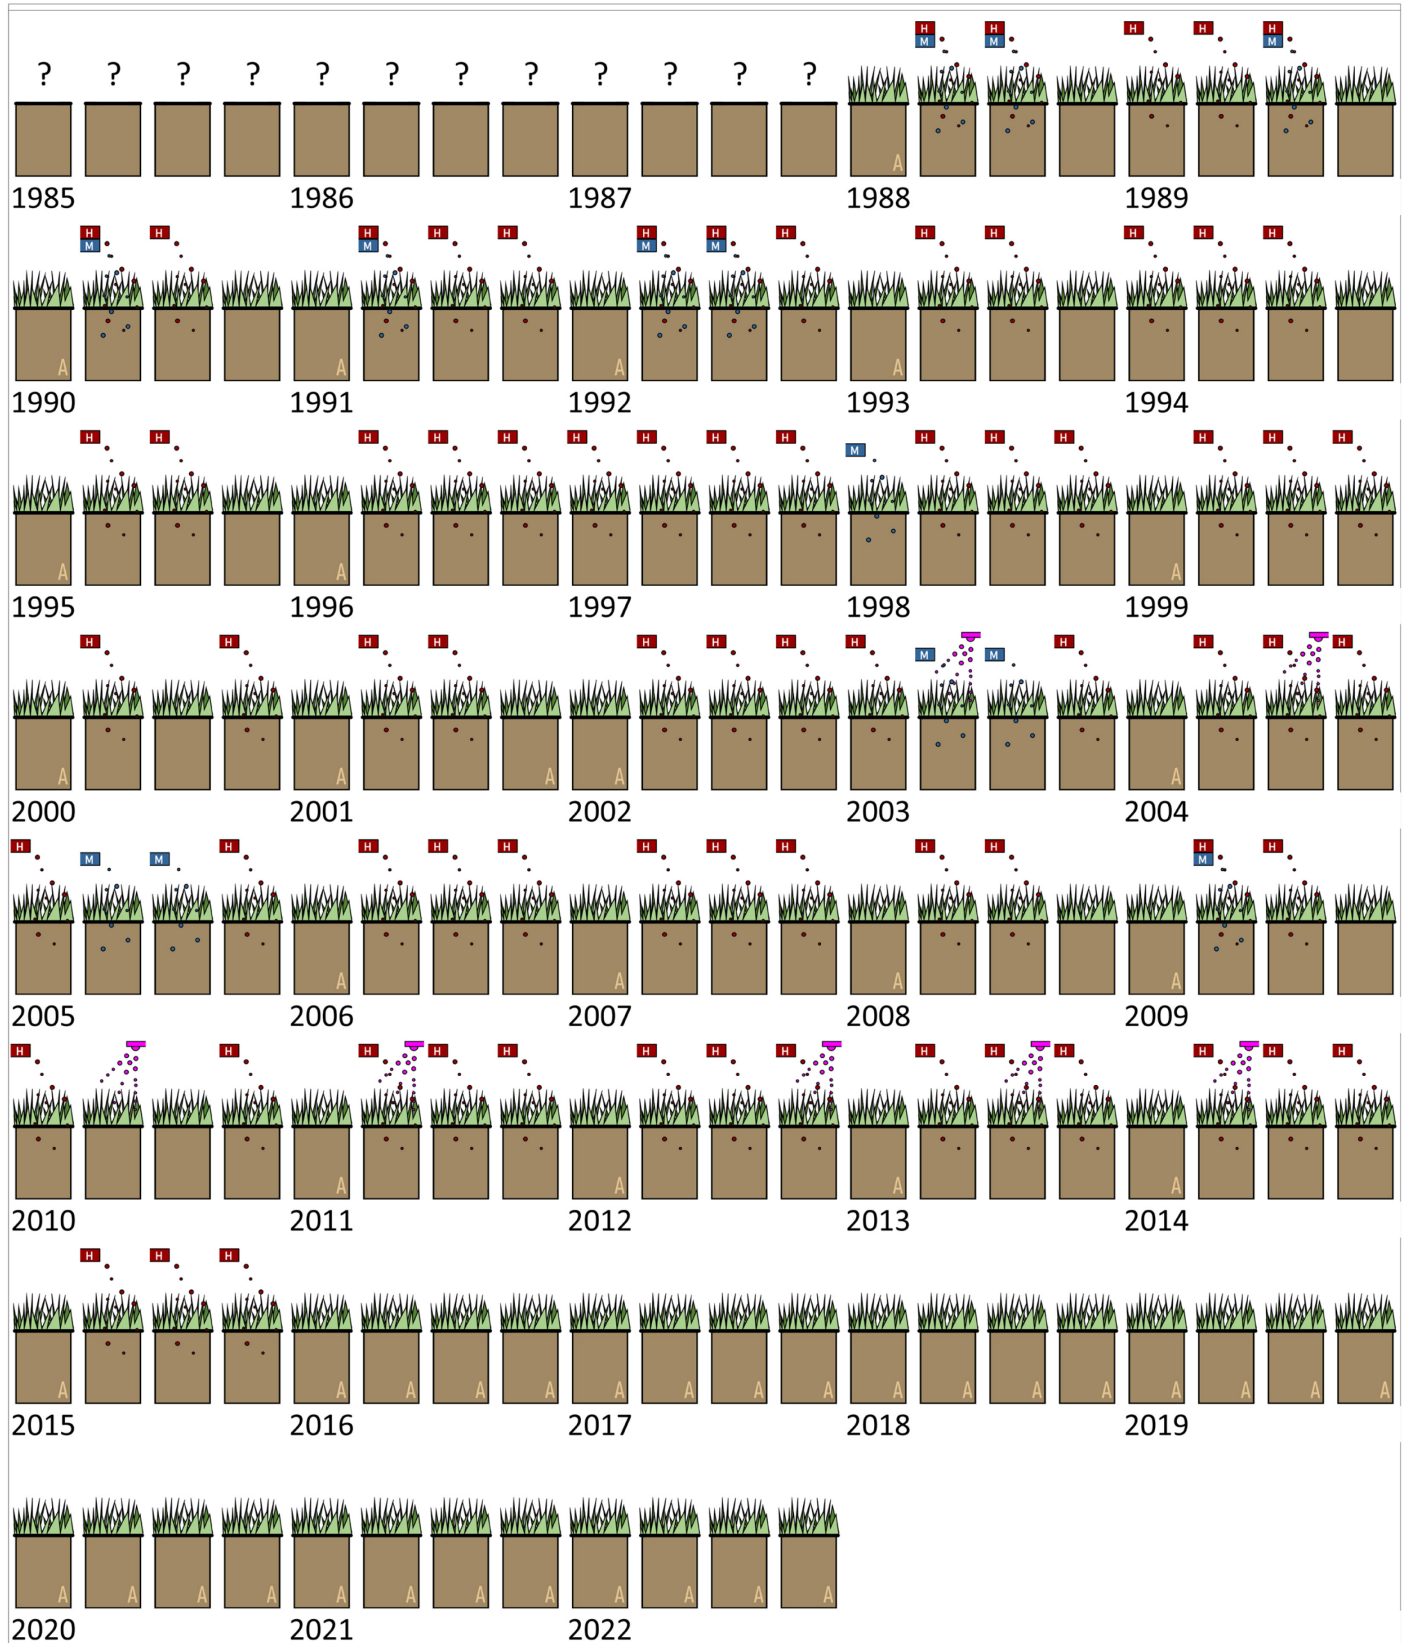 ? ? ? ? ? ? ? ? ? ? ? ?
H H H H H
M M M
A
1985 1986 1987 1988 1989
H H H H H H H H H H H H H
M M M M
A A A A
1990 1991 1992 1993 1994
H H H H H H H H H H H H H H H
M
A A A
1995 1996 1997 1998 1999
H H H H H H H H H H H H
M M
A A A A A
2000 2001 2002 2003 2004
H H H H H H H H H H H H
M M M
A A A A
2005 2006 2007 2008 2009
H H H H H H H H H H H H H H
A A A A
2010 2011 2012 2013 2014
H H H
A A A A A A A A A A A A A A A A A
2015 2016 2017 2018 2019
A A A A A A A A A A A A
2020 2021 2022